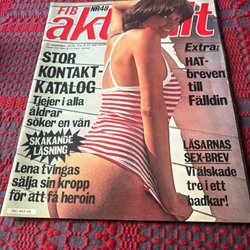 FIB
NR48
aktuellt
STOR
KONTAKT-
KATALOG
Tjejer i alla
åldrar
söker en vän
SKAKANDE
LÄSNING
Lena tvingas
sälja sin kropp
för att få heroin
Extra:
HAT-
breven
till
Fälldin
LÄSARNAS
SEX-BREV
Vi älskade
tre i ett
badkar!